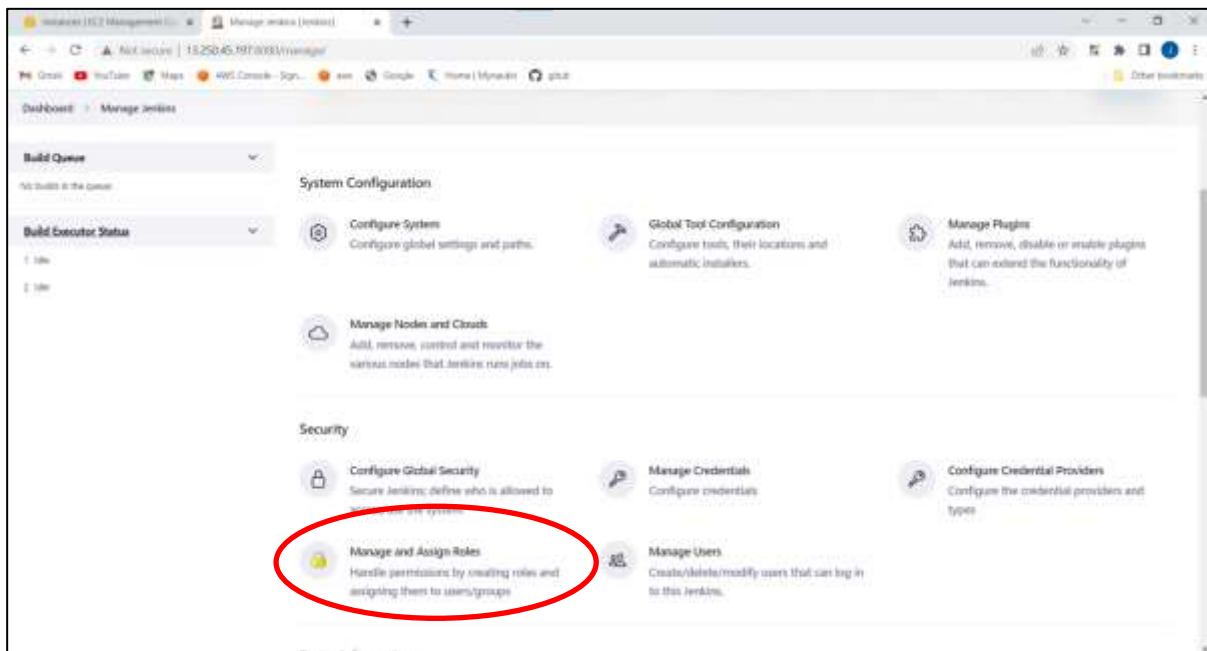 Manage Jenkins [Jenkins]
Not secure | 13.250.45.197:8080/manage/
Gmail YouTube Maps AWS Console - Sign... aws Google Home | Mynaukri
Other bookmarks
Dashboard > Manage Jenkins
Build Queue
No builds in the queue.
Build Executor Status
1 Idle
2 Idle
System Configuration
Configure System
Configure global settings and paths.
Global Tool Configuration
Configure tools, their locations and
automatic installers.
Manage Plugins
Add, remove, disable or enable plugins
that can extend the functionality of
Jenkins.
Manage Nodes and Clouds
Add, remove, control and monitor the
various nodes that Jenkins runs jobs on.
Security
Configure Global Security
Secure Jenkins; define who is allowed to
access/use the system.
Manage Credentials
Configure credentials
Configure Credential Providers
Configure the credential providers and
types
Manage and Assign Roles
Handle permissions by creating roles and
assigning them to users/groups
Manage Users
Create/delete/modify users that can log in
to this Jenkins.